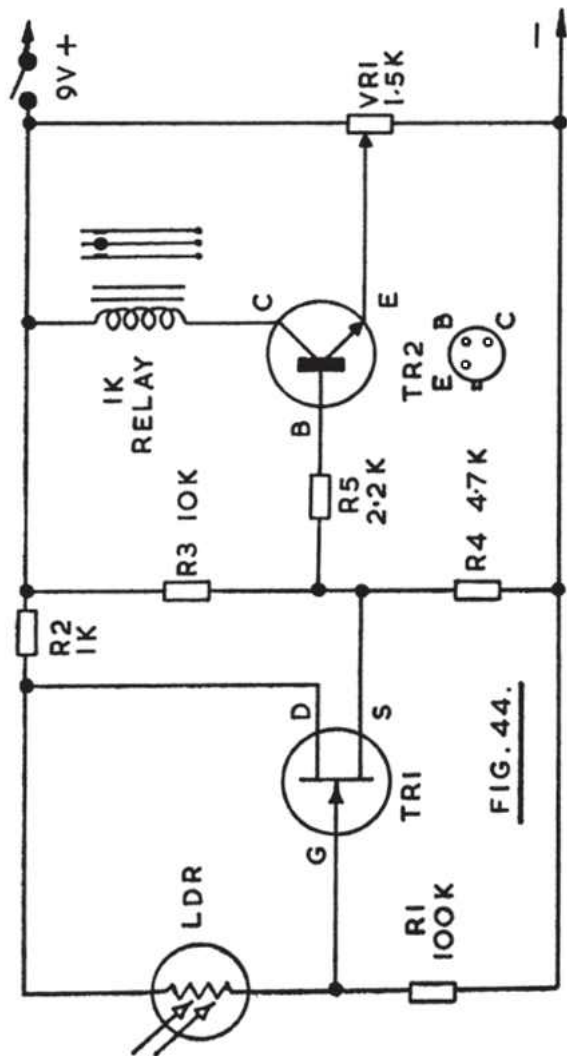 9V +
LDR
R2
1K
R3 10K
1K
RELAY
C
B
E
VR1
1·5K
G
D
S
TR1
R5
2·2K
TR2
E
B
C
R1
100K
R4 4·7K
FIG. 44.
–